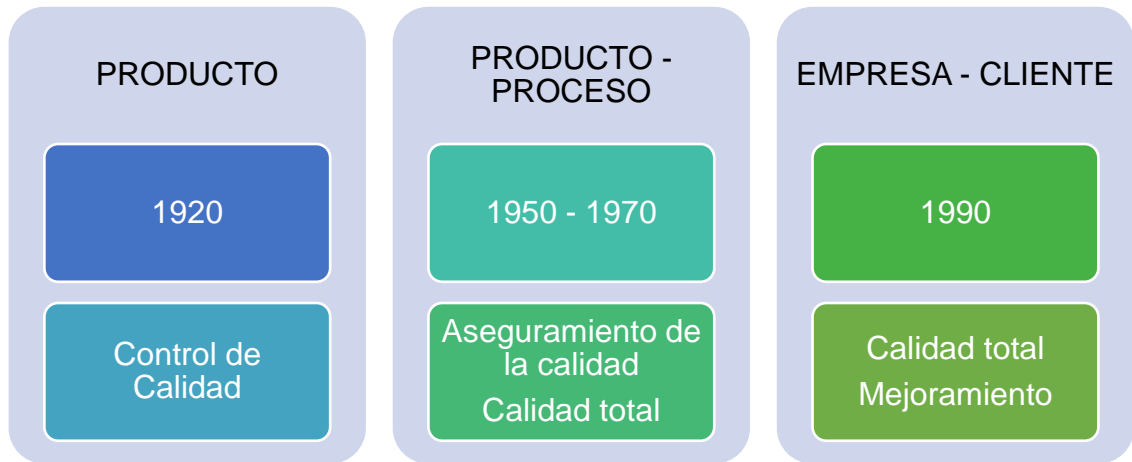 PRODUCTO
1920
Control de
Calidad
PRODUCTO -
PROCESO
1950 - 1970
Aseguramiento de
la calidad
Calidad total
EMPRESA - CLIENTE
1990
Calidad total
Mejoramiento